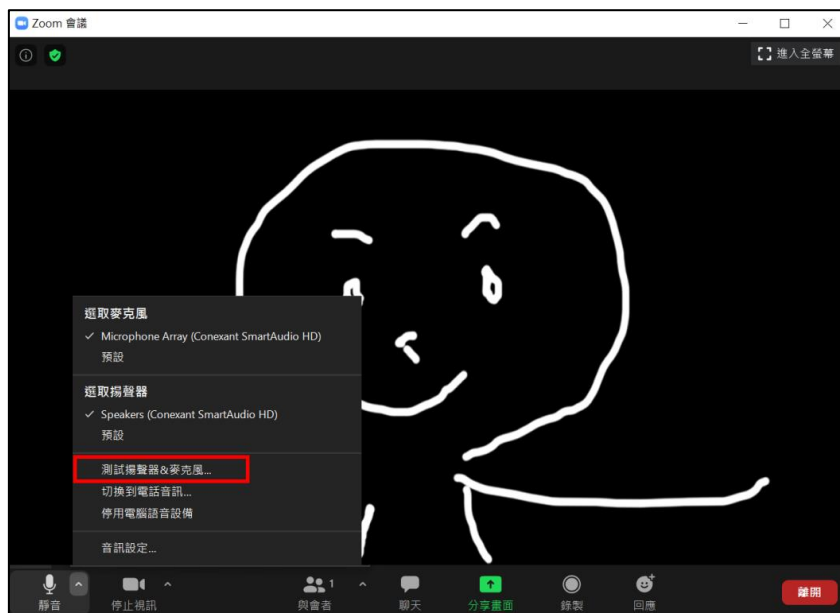 Zoom 會議
進入全螢幕
選取麥克風
Microphone Array (Conexant SmartAudio HD)
預設
選取揚聲器
Speakers (Conexant SmartAudio HD)
預設
測試揚聲器&麥克風...
切換到電話音訊...
停用電腦語音設備
音訊設定...
靜音
停止視訊
1
與會者
聊天
分享畫面
錄製
回應
離開